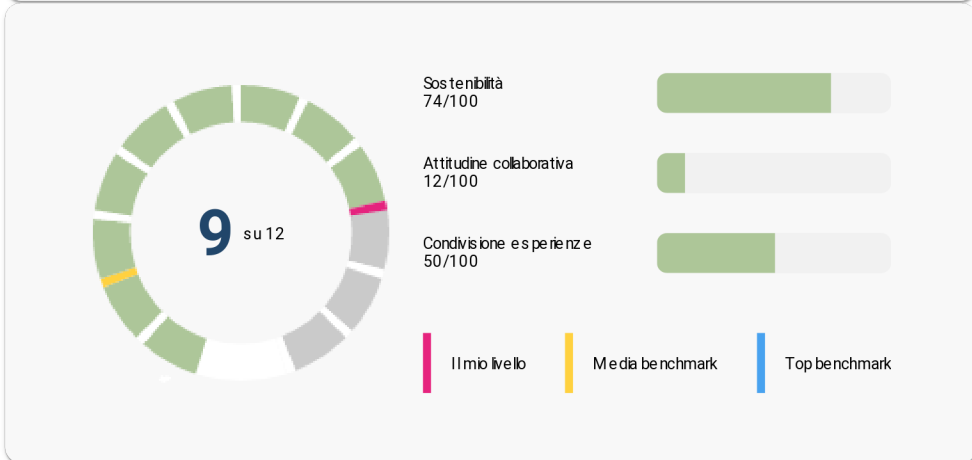 9 su 12
Sostenibilità
74/100
Attitudine collaborativa
12/100
Condivisione esperienze
50/100
Il mio livello
Media benchmark
Top benchmark